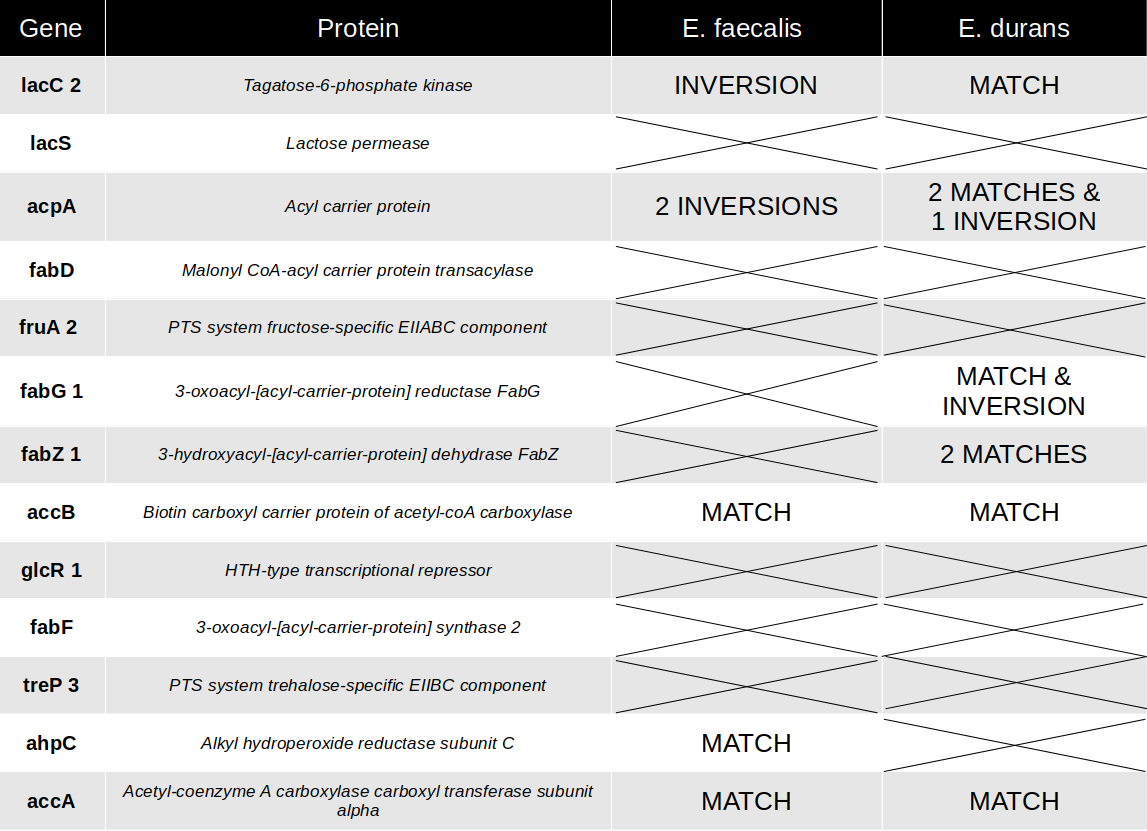 Gene Protein E. faecalis E. durans
lacC 2 Tagatose-6-phosphate kinase INVERSION MATCH
lacS Lactose permease
acpA Acyl carrier protein 2 INVERSIONS 2 MATCHES &
1 INVERSION
fabD Malonyl CoA-acyl carrier protein transacylase
fruA 2 PTS system fructose-specific EIIABC component
fabG 1 3-oxoacyl-[acyl-carrier-protein] reductase FabG MATCH &
INVERSION
fabZ 1 3-hydroxyacyl-[acyl-carrier-protein] dehydrase FabZ 2 MATCHES
accB Biotin carboxyl carrier protein of acetyl-coA carboxylase MATCH MATCH
glcR 1 HTH-type transcriptional repressor
fabF 3-oxoacyl-[acyl-carrier-protein] synthase 2
treP 3 PTS system trehalose-specific EIIBC component
ahpC Alkyl hydroperoxide reductase subunit C MATCH
accA Acetyl-coenzyme A carboxylase carboxyl transferase subunit
alpha MATCH MATCH